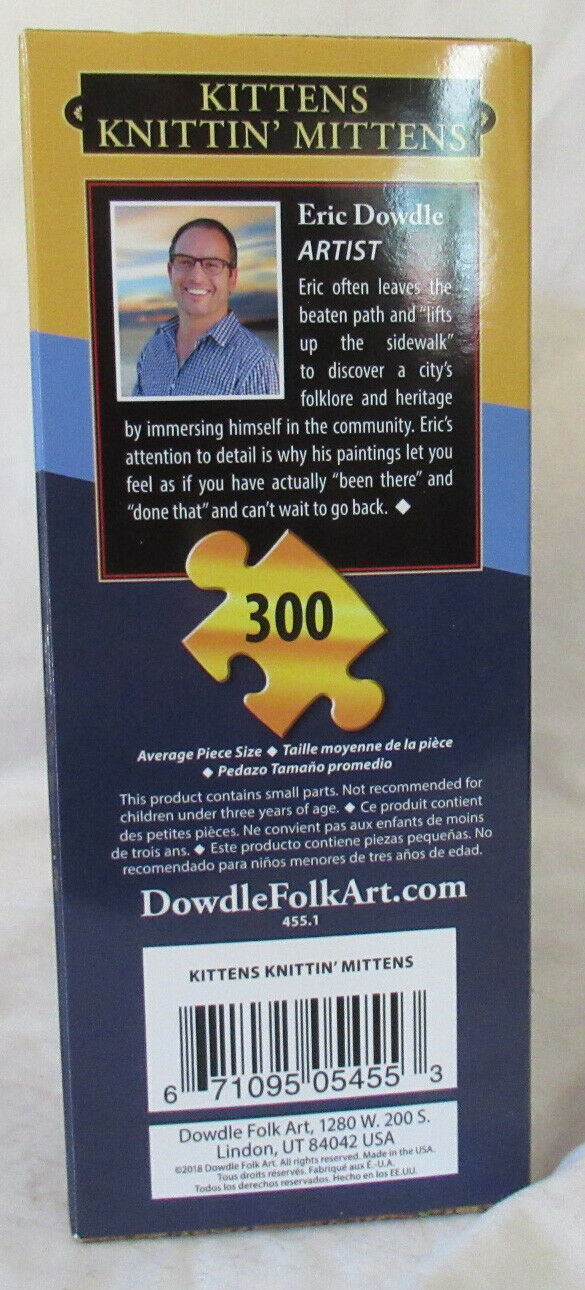 KITTENS
KNITTIN' MITTENS
Eric Dowdle
ARTIST
Eric often leaves the
beaten path and "lifts
up the sidewalk"
to discover a city's
folklore and heritage
by immersing himself in the community. Eric's
attention to detail is why his paintings let you
feel as if you have actually "been there" and
"done that" and can't wait to go back. ◆
300
Average Piece Size ◆ Taille moyenne de la pièce
◆ Pedazo Tamaño promedio
This product contains small parts. Not recommended for
children under three years of age. ◆ Ce produit contient
des petites pièces. Ne convient pas aux enfants de moins
de trois ans. ◆ Este producto contiene piezas pequeñas. No
recomendado para niños menores de tres años de edad.
DowdleFolkArt.com
455.1
KITTENS KNITTIN' MITTENS
6 71095 05455 3
Dowdle Folk Art, 1280 W. 200 S.
Lindon, UT 84042 USA
©2018 Dowdle Folk Art. All rights reserved. Made in the USA.
Tous droits réservés. Fabriqué aux É.-U.A.
Todos los derechos reservados. Hecho en los EE.UU.